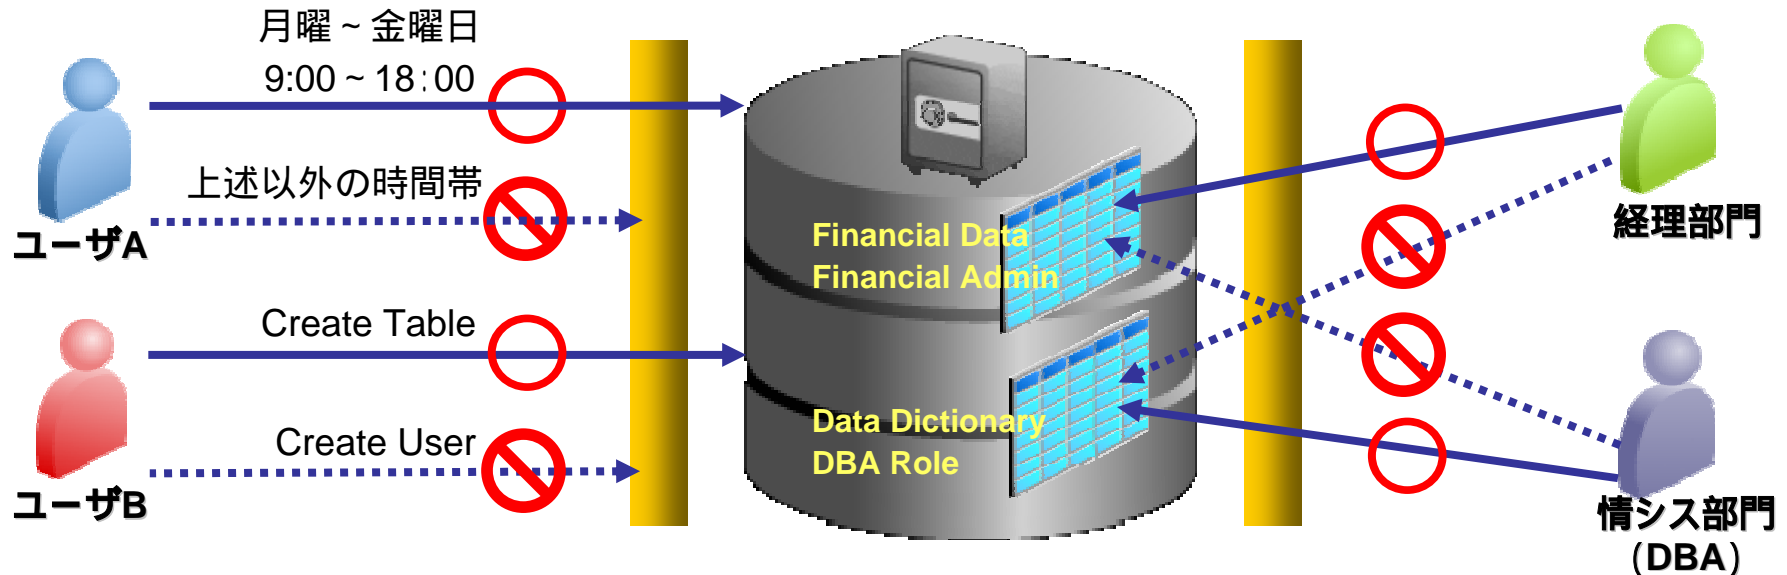 月曜～金曜日
9:00～18:00
上述以外の時間帯
ユーザA
Create Table
Create User
ユーザB
Financial Data
Financial Admin
Data Dictionary
DBA Role
経理部門
情シス部門
(DBA)